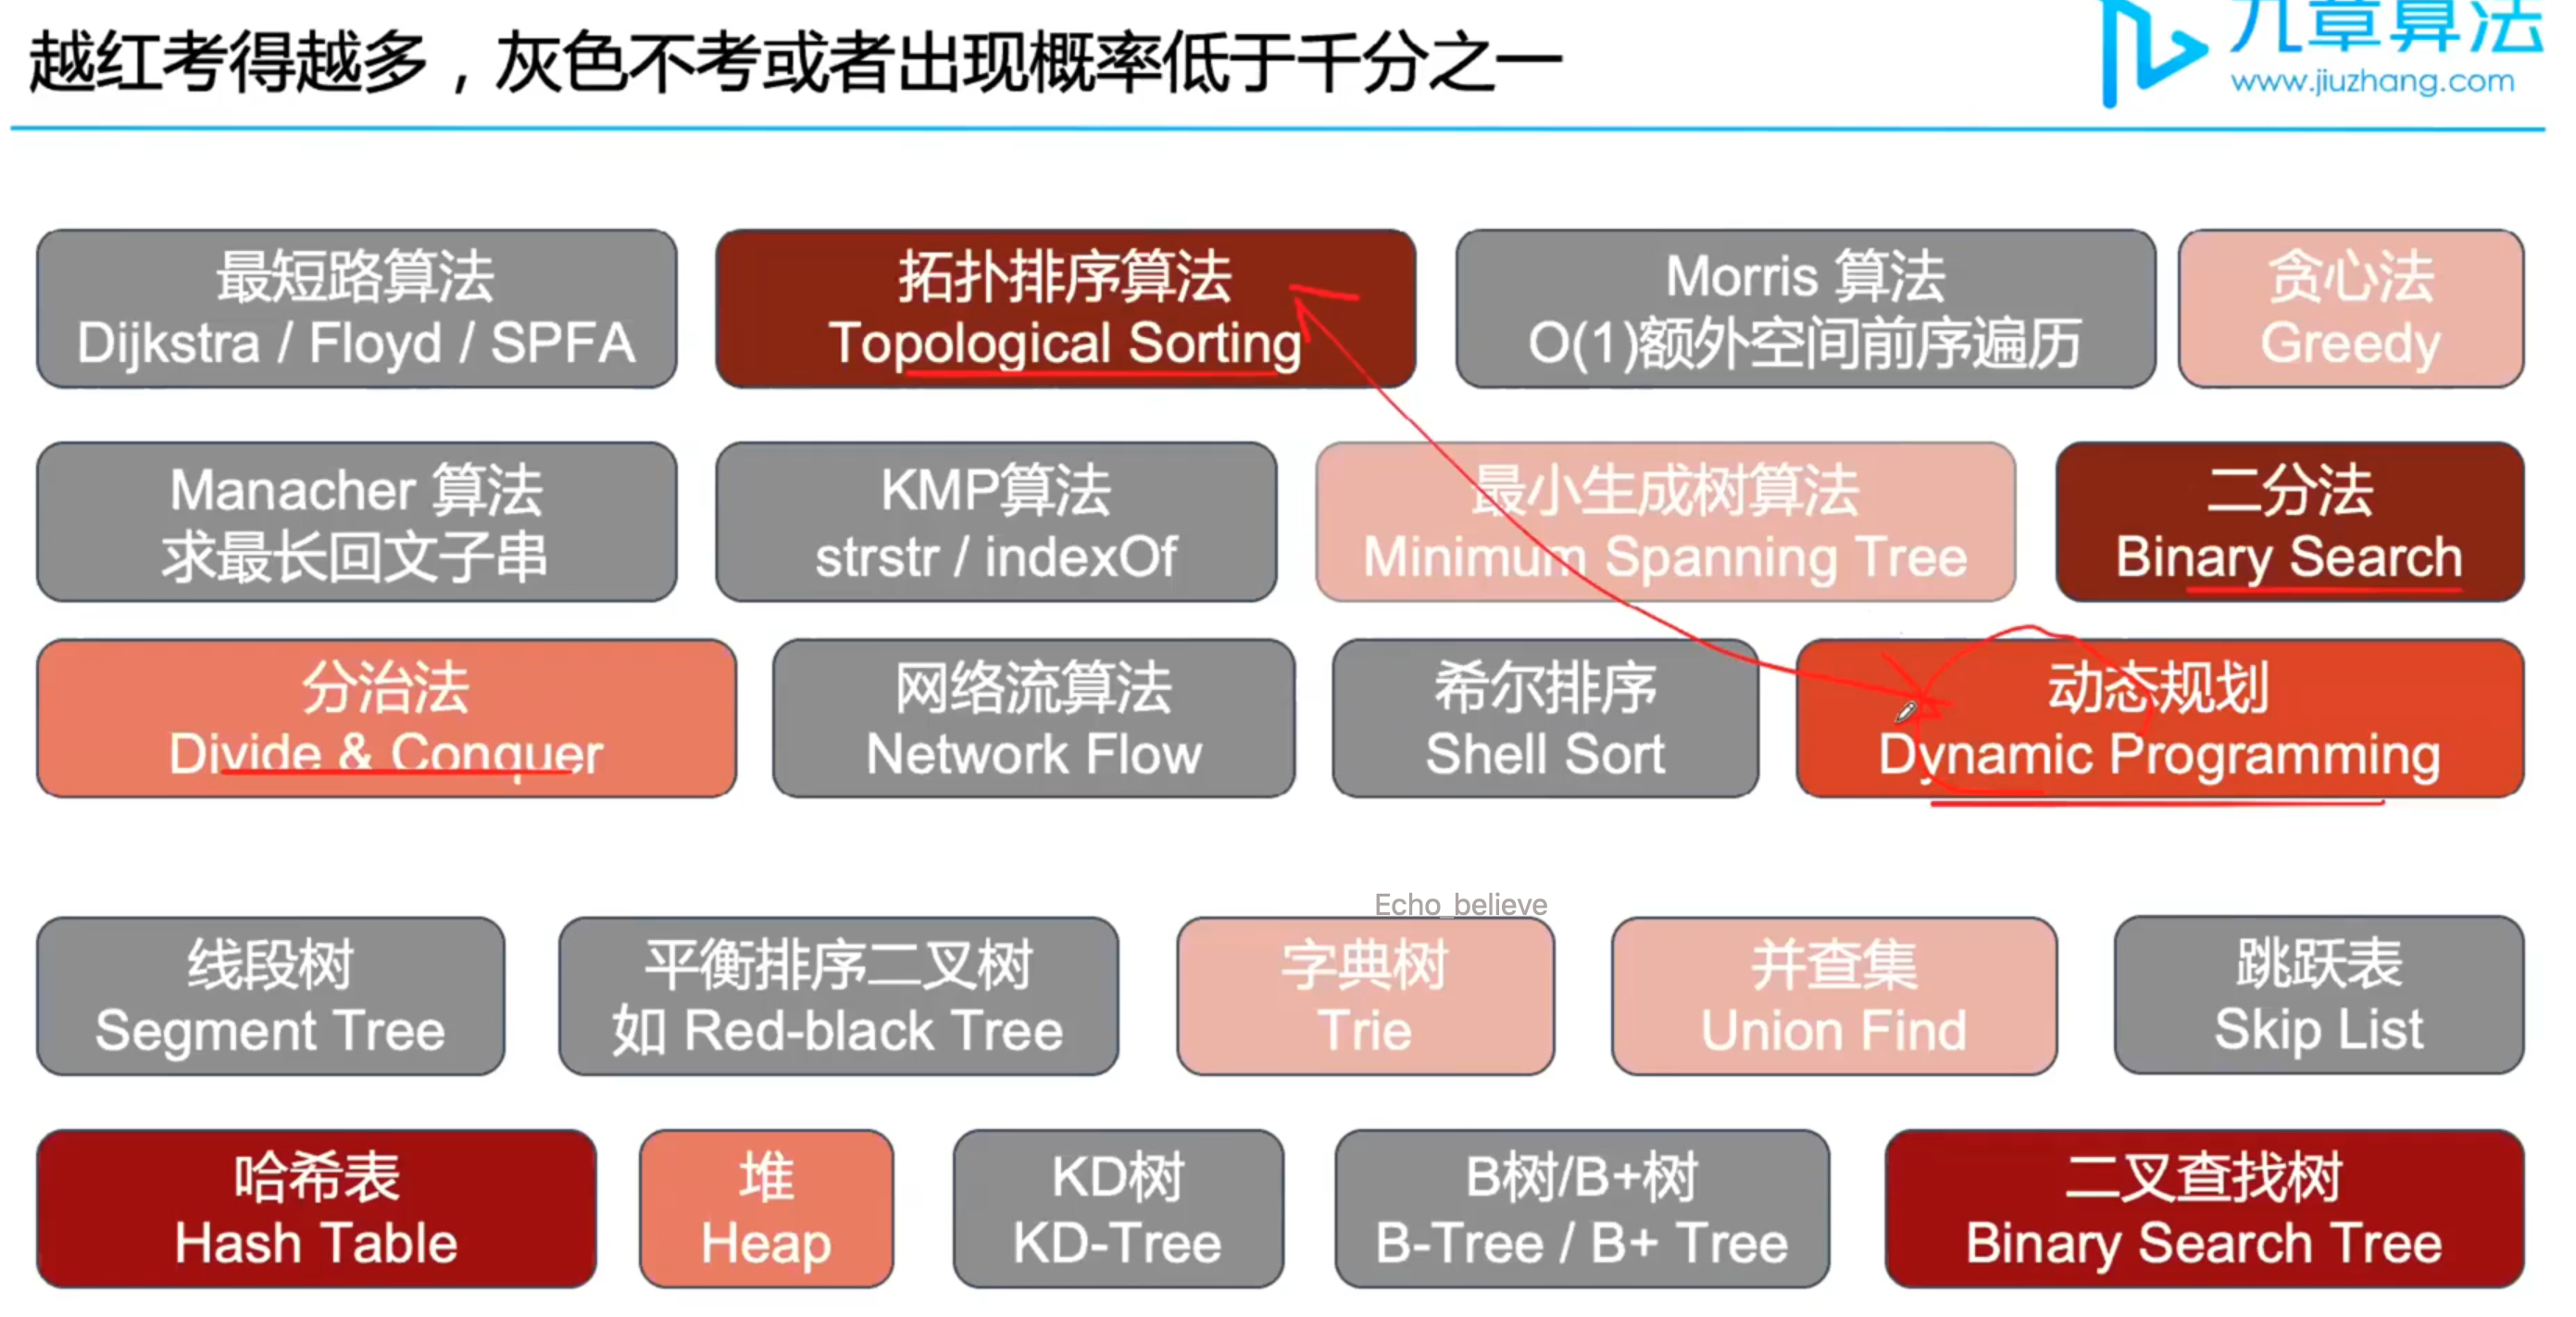 越红考得越多，灰色不考或者出现概率低于千分之一
九章算法
www.jiuzhang.com
最短路算法
Dijkstra / Floyd / SPFA
拓扑排序算法
Topological Sorting
Morris 算法
O(1)额外空间前序遍历
贪心法
Greedy
Manacher 算法
求最长回文子串
KMP算法
strstr / indexOf
最小生成树算法
Minimum Spanning Tree
二分法
Binary Search
分治法
Divide & Conquer
网络流算法
Network Flow
希尔排序
Shell Sort
动态规划
Dynamic Programming
Echo_believe
线段树
Segment Tree
平衡排序二叉树
如 Red-black Tree
字典树
Trie
并查集
Union Find
跳跃表
Skip List
哈希表
Hash Table
堆
Heap
KD树
KD-Tree
B树/B+树
B-Tree / B+ Tree
二叉查找树
Binary Search Tree